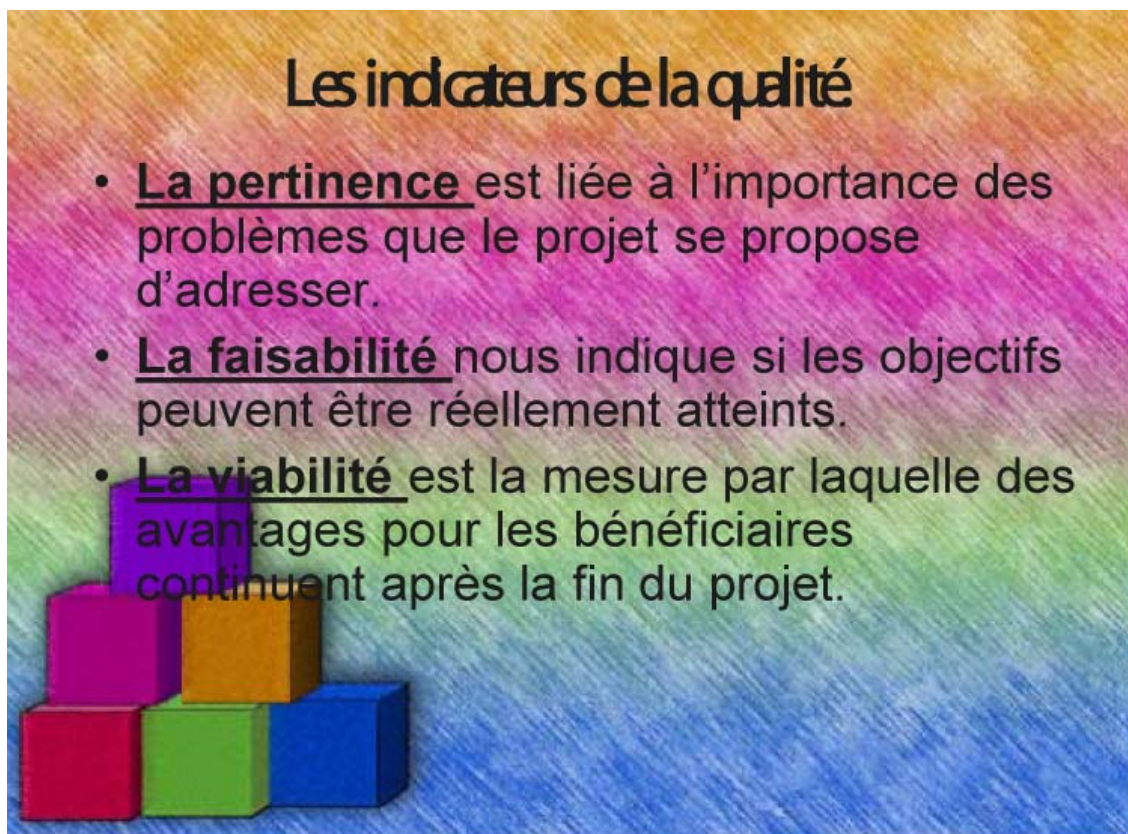 Les indicateurs de la qualité.
• La pertinence est liée à l’importance des
problèmes que le projet se propose
d’adresser.
• La faisabilité nous indique si les objectifs
peuvent être réellement atteints.
• La viabilité est la mesure par laquelle des
avantages pour les bénéficiaires
continuent après la fin du projet.